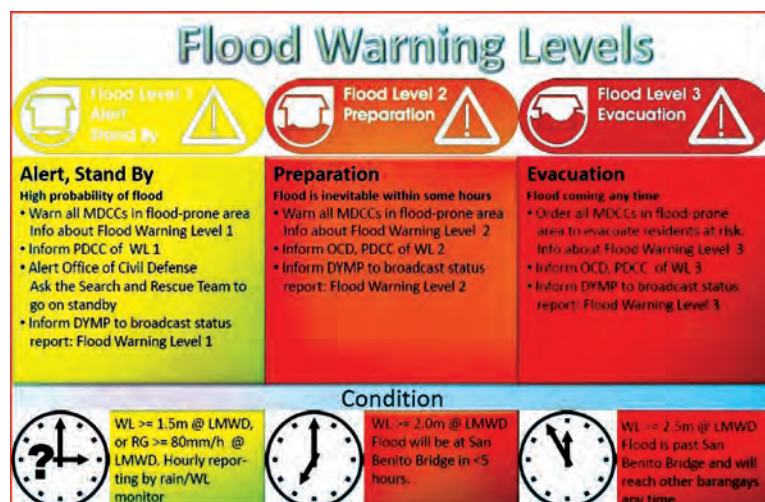 Flood Warning Levels
Flood Level 1
Alert
Stand By
Flood Level 2
Preparation
Flood Level 3
Evacuation
Alert, Stand By
High probability of flood
• Warn all MDCCs in flood-prone area
Info about Flood Warning Level 1
• Inform PDCC of WL 1
• Alert Office of Civil Defense
Ask the Search and Rescue Team to
go on standby
• Inform DYMP to broadcast status
report: Flood Warning Level 1
Preparation
Flood is inevitable within some hours
• Warn all MDCCs in flood-prone area
Info about Flood Warning Level 2
• Inform OCD, PDCC of WL 2
• Inform DYMP to broadcast status
report: Flood Warning Level 2
Evacuation
Flood coming any time
• Order all MDCCs in flood-prone
area to evacuate residents at risk.
Info about Flood Warning Level 3
• Inform OCD, PDCC of WL 3
• Inform DYMP to broadcast status
report: Flood Warning Level 3
Condition
?
WL >= 1.5m @ LMWD,
or RG >= 80mm/h @
LMWD. Hourly repor-
ting by rain/WL
monitor
WL >= 2.0m @ LMWD
Flood will be at San
Benito Bridge in <5
hours.
WL >= 2.5m @ LMWD
Flood is past San
Benito Bridge and will
reach other barangays
any time